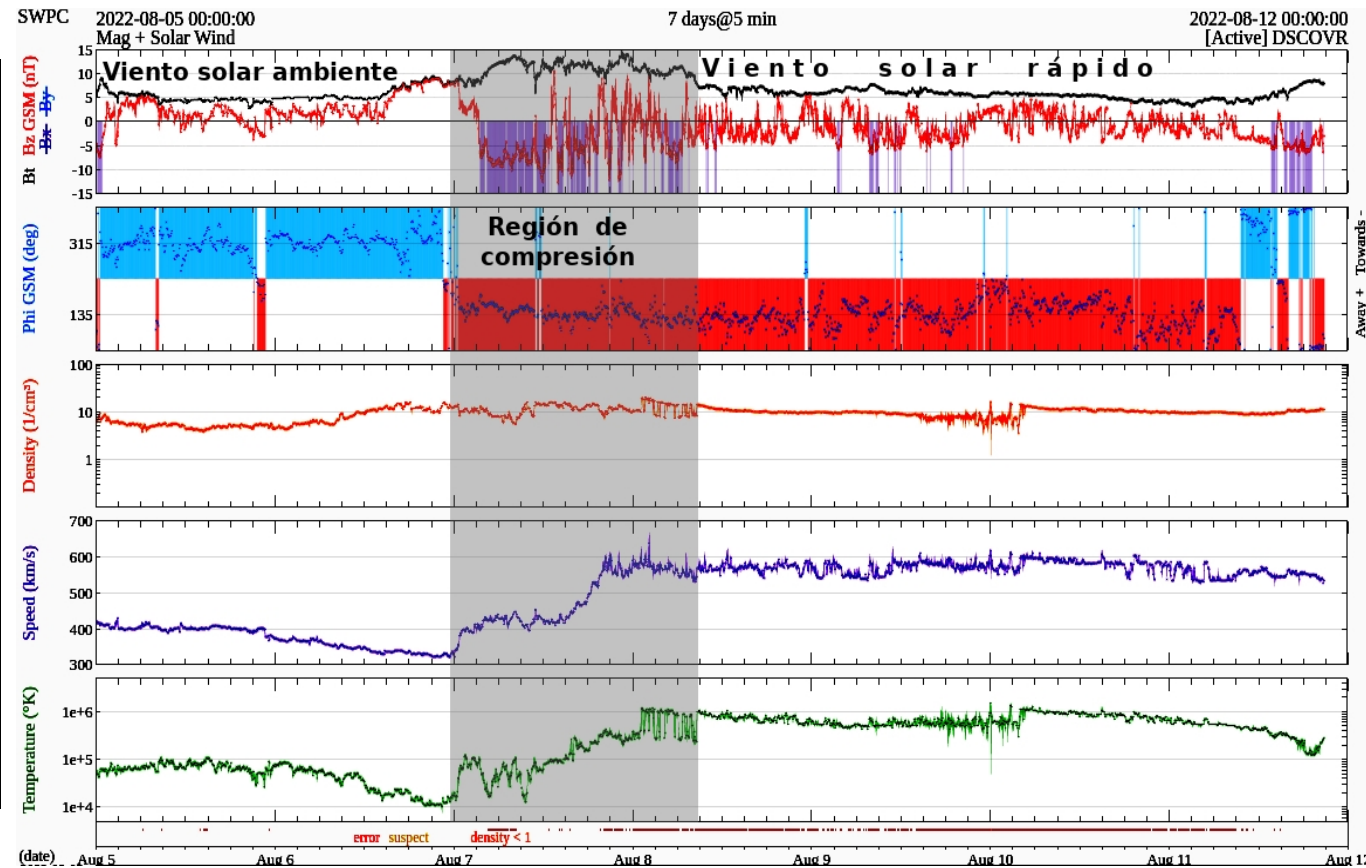 SWPC 2022-08-05 00:00:00 7 days@5 min 2022-08-12 00:00:00
Mag + Solar Wind [Active] DSCOVR
Bt Bz GSM (nT)
Bx By
15
10
5
0
-5
-10
-15
Viento solar ambiente
Viento solar rápido
Phi GSM (deg)
315
135
Región de
compresión
Away + Towards -
Density (1/cm³)
100
10
1
Speed (km/s)
700
600
500
400
300
Temperature (°K)
1e+6
1e+5
1e+4
error suspect density < 1
(date) Aug 5 Aug 6 Aug 7 Aug 8 Aug 9 Aug 10 Aug 11